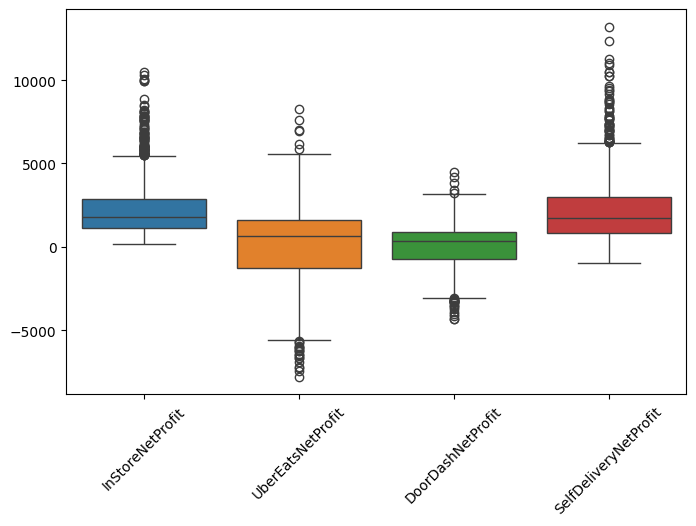 10000
5000
0
−5000
InStoreNetProfit
UberEatsNetProfit
DoorDashNetProfit
SelfDeliveryNetProfit